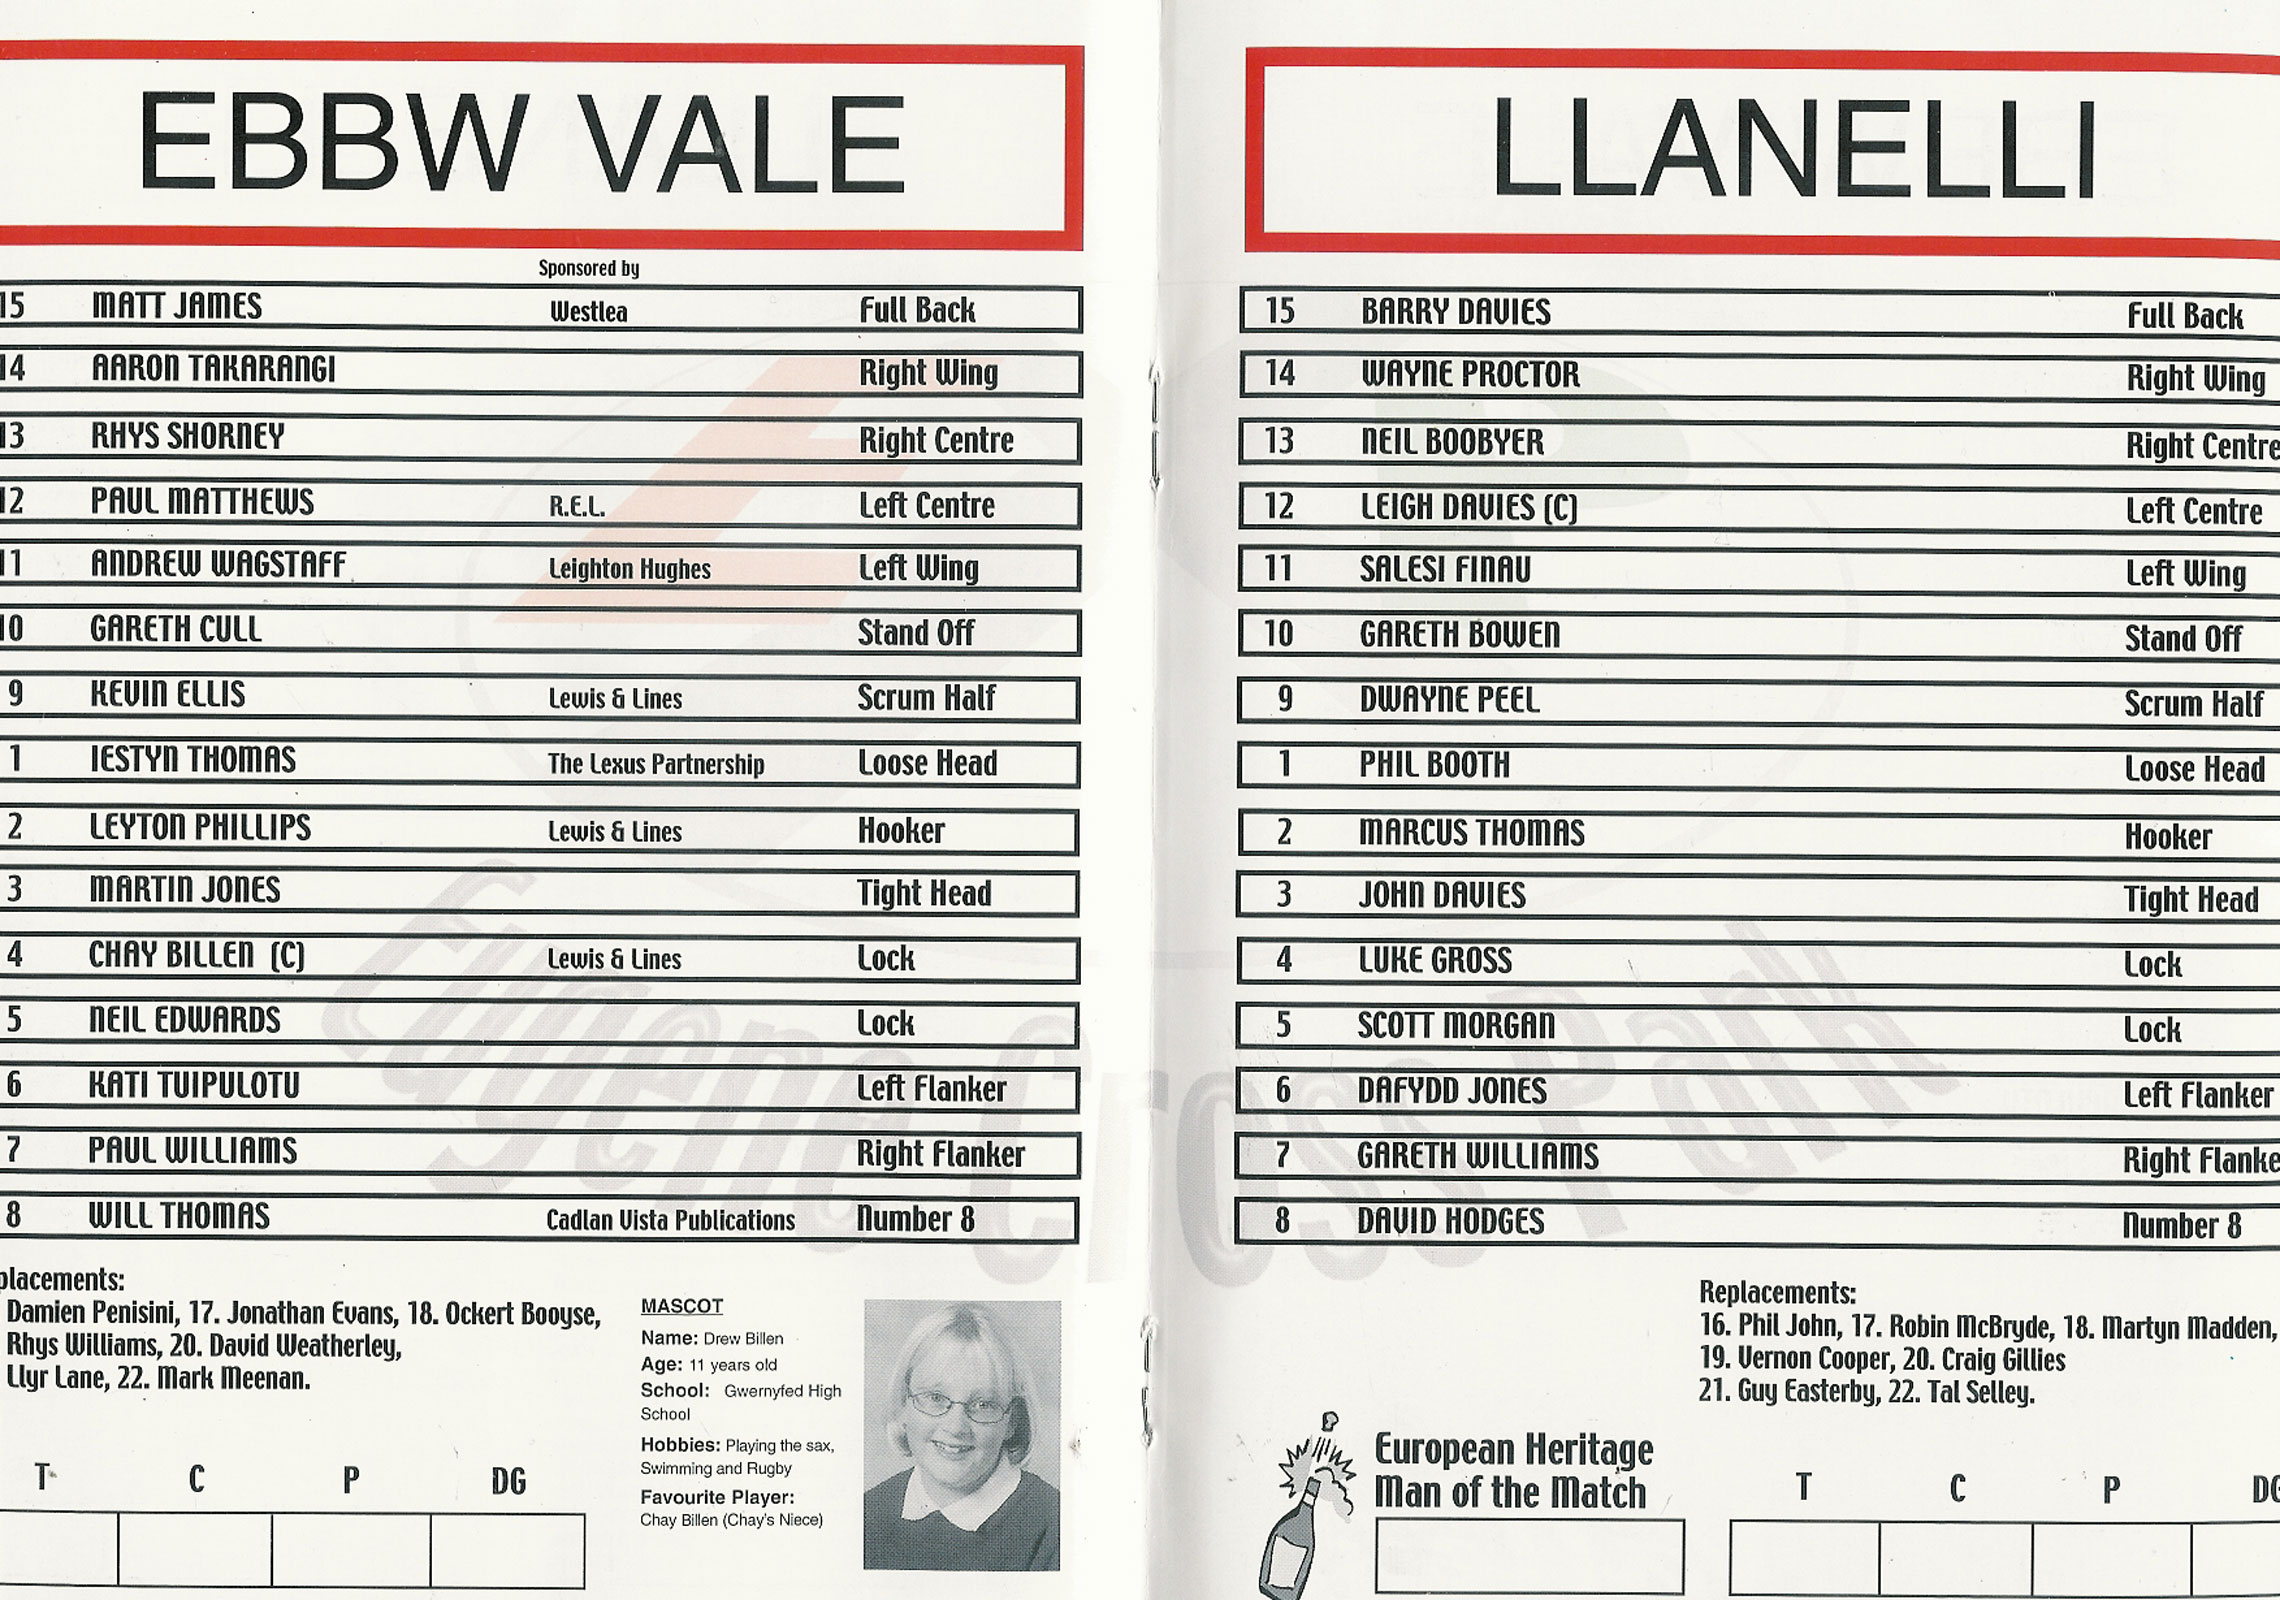 EBBW VALE
Sponsored by
15 MATT JAMES Westlea Full Back
14 AARON TAKARANGI Right Wing
13 RHYS SHORNEY Right Centre
12 PAUL MATTHEWS R.E.L. Left Centre
11 ANDREW WAGSTAFF Leighton Hughes Left Wing
10 GARETH CULL Stand Off
9 KEVIN ELLIS Lewis & Lines Scrum Half
1 IESTYN THOMAS The Lexus Partnership Loose Head
2 LEYTON PHILLIPS Lewis & Lines Hooker
3 MARTIN JONES Tight Head
4 CHAY BILLEN (C) Lewis & Lines Lock
5 NEIL EDWARDS Lock
6 KATI TUIPULOTU Left Flanker
7 PAUL WILLIAMS Right Flanker
8 WILL THOMAS Cadlan Vista Publications Number 8
placements:
Damien Penisini, 17. Jonathan Evans, 18. Ockert Booyse,
Rhys Williams, 20. David Weatherley,
Llyr Lane, 22. Mark Meenan.
T C P DG
MASCOT
Name: Drew Billen
Age: 11 years old
School: Gwernyfed High
School
Hobbies: Playing the sax,
Swimming and Rugby
Favourite Player:
Chay Billen (Chay's Niece)
LLANELLI
15 BARRY DAVIES Full Back
14 WAYNE PROCTOR Right Wing
13 NEIL BOOBYER Right Centre
12 LEIGH DAVIES (C) Left Centre
11 SALESI FINAU Left Wing
10 GARETH BOWEN Stand Off
9 DWAYNE PEEL Scrum Half
1 PHIL BOOTH Loose Head
2 MARCUS THOMAS Hooker
3 JOHN DAVIES Tight Head
4 LUKE GROSS Lock
5 SCOTT MORGAN Lock
6 DAFYDD JONES Left Flanker
7 GARETH WILLIAMS Right Flanke
8 DAVID HODGES Number 8
Replacements:
16. Phil John, 17. Robin McBryde, 18. Martyn Madden,
19. Vernon Cooper, 20. Craig Gillies
21. Guy Easterby, 22. Tal Selley.
European Heritage
Man of the Match
T C P DG
Eugene Cross Park